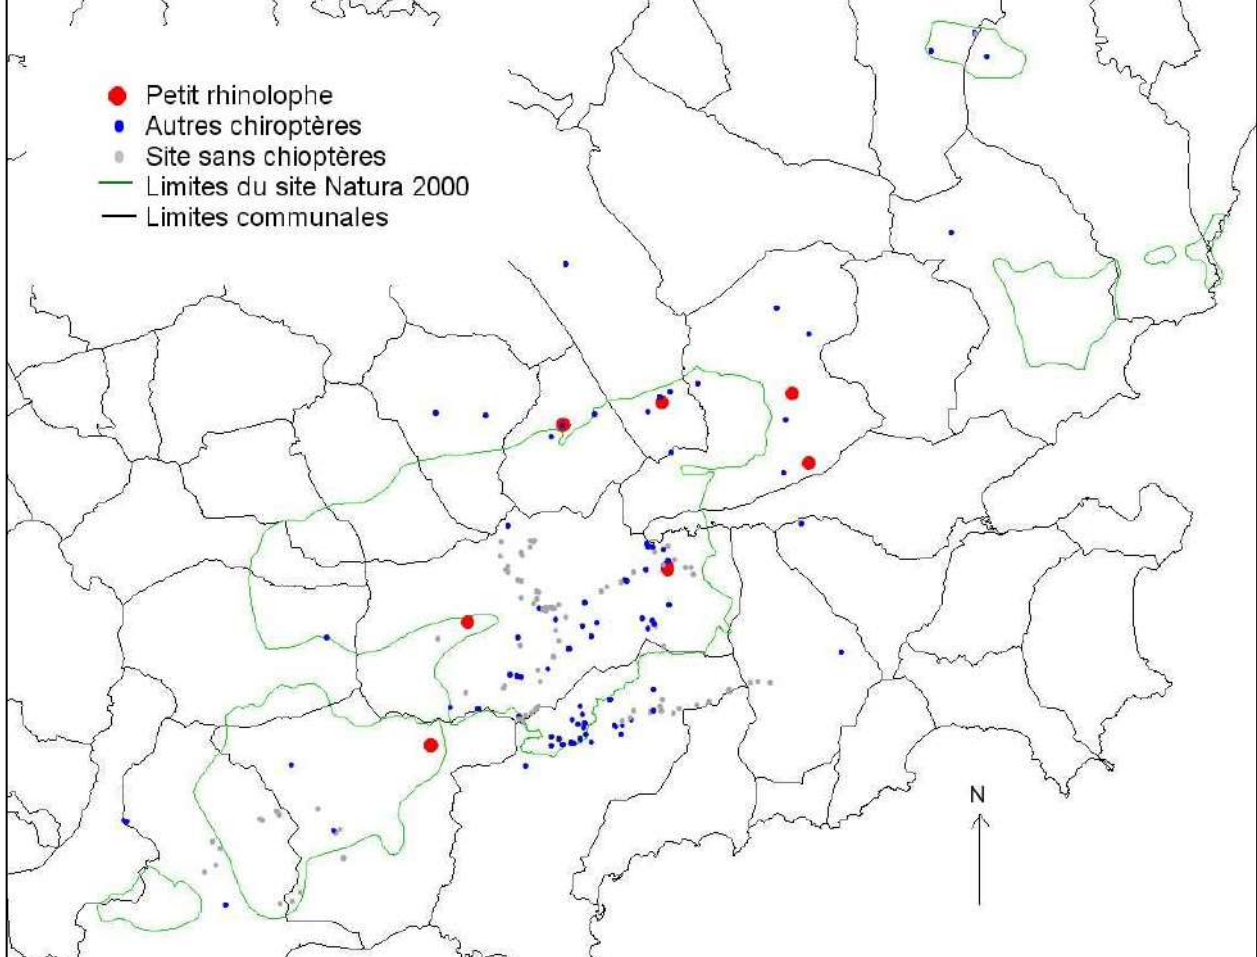 Petit rhinolophe
Autres chiroptères
Site sans chioptères
Limites du site Natura 2000
Limites communales
N